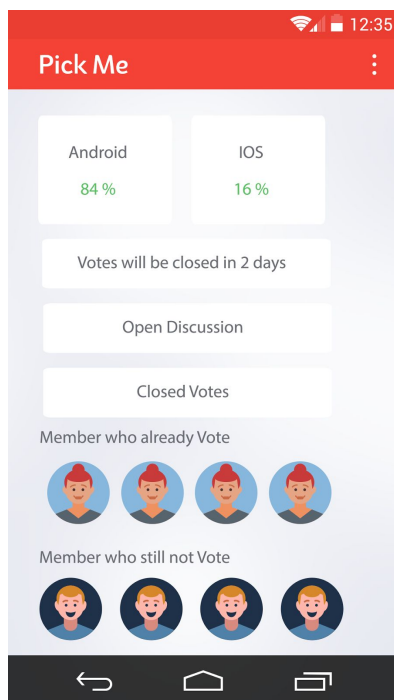 12:35
Pick Me
Android
IOS
84 %
16 %
Votes will be closed in 2 days
Open Discussion
Closed Votes
Member who already Vote
Member who still not Vote